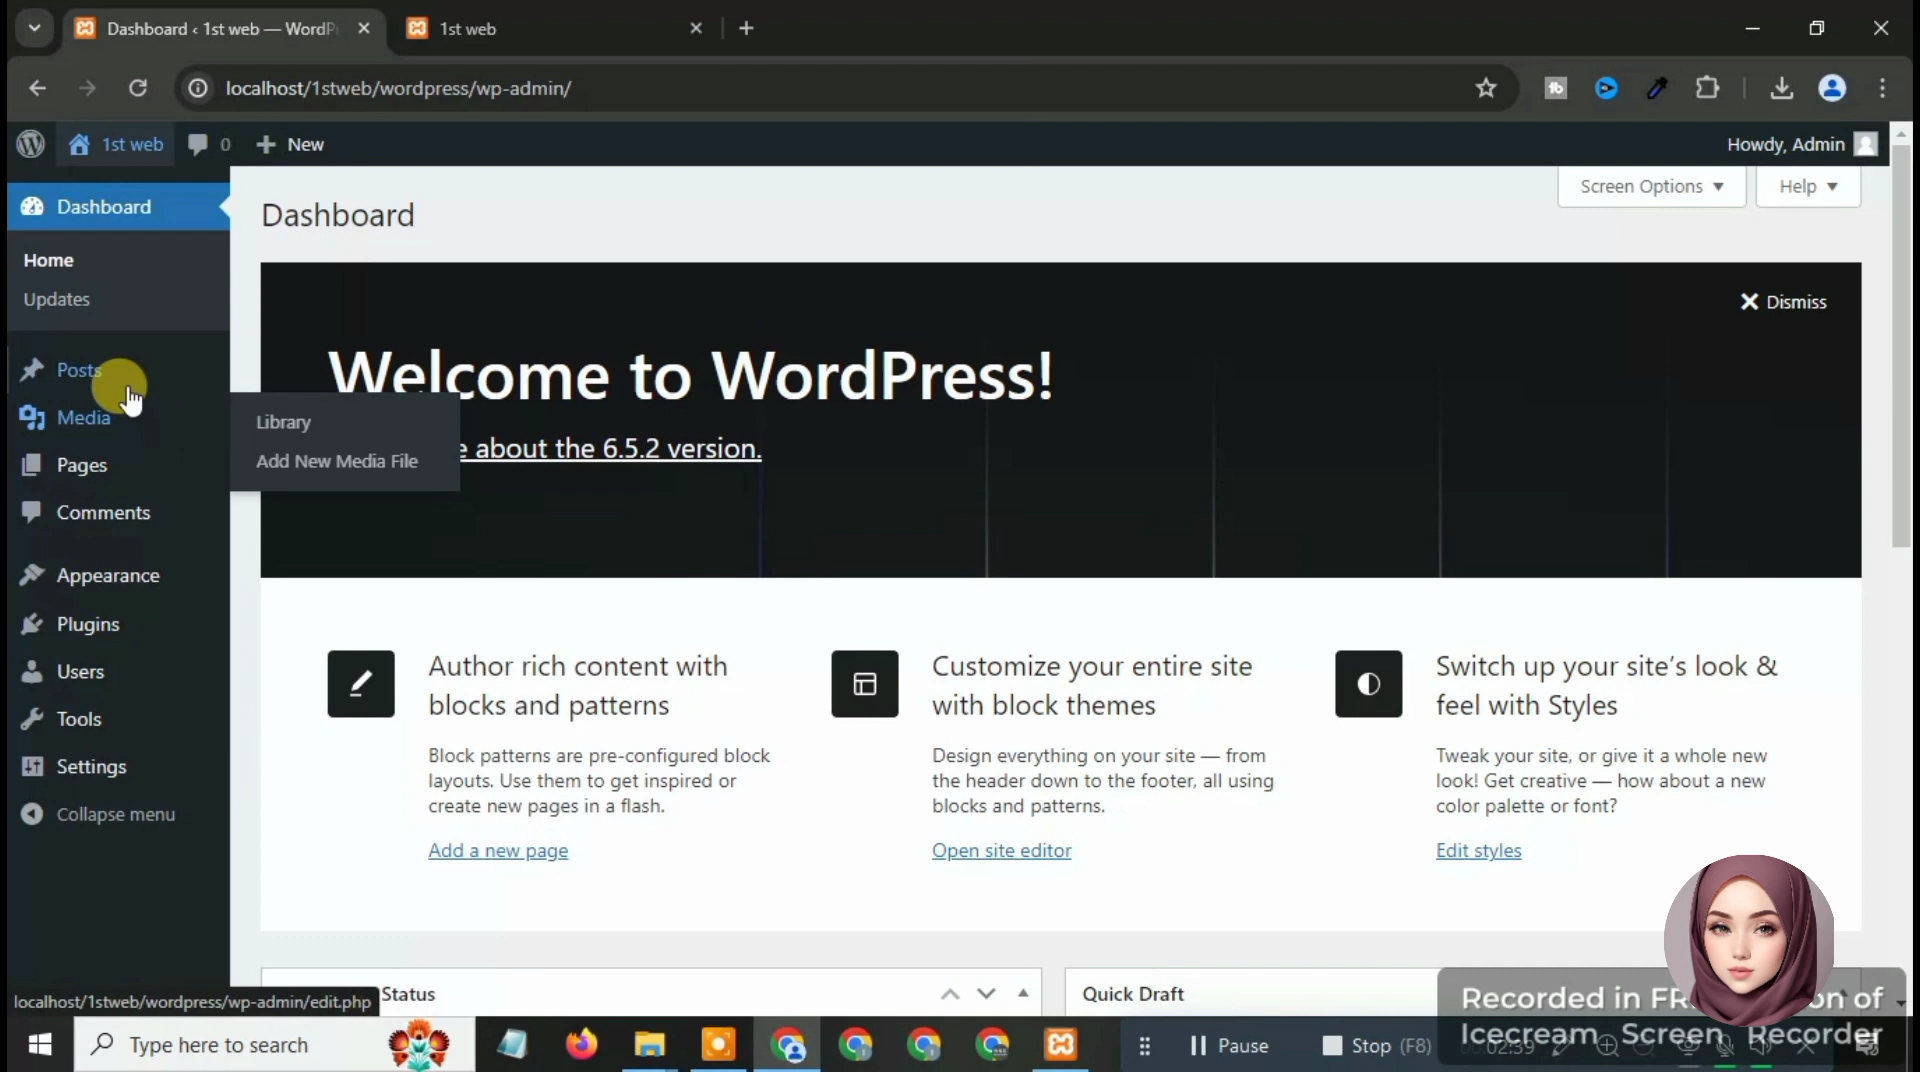 Dashboard ‹ 1st web — WordPr
1st web
localhost/1stweb/wordpress/wp-admin/
1st web
0
New
Howdy, Admin
Screen Options
Help
Dashboard
Home
Updates
Posts
Media
Library
Add New Media File
Pages
Comments
Appearance
Plugins
Users
Tools
Settings
Collapse menu
Dashboard
Dismiss
Welcome to WordPress!
about the 6.5.2 version.
Author rich content with
blocks and patterns
Block patterns are pre-configured block
layouts. Use them to get inspired or
create new pages in a flash.
Add a new page
Customize your entire site
with block themes
Design everything on your site — from
the header down to the footer, all using
blocks and patterns.
Open site editor
Switch up your site's look &
feel with Styles
Tweak your site, or give it a whole new
look! Get creative — how about a new
color palette or font?
Edit styles
localhost/1stweb/wordpress/wp-admin/edit.php
Status
Quick Draft
Recorded in FR on of
Icecream Screen Recorder
Type here to search
Pause
Stop (F8)